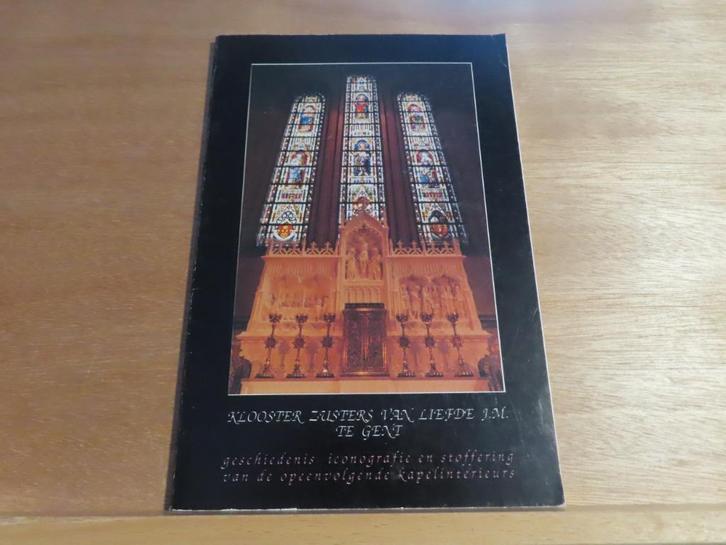 KLOOSTER ZUSTERS VAN LIEFDE J.M.
TE GENT
geschiedenis iconografie en stoffering
van de opeenvolgende kapelinterieurs